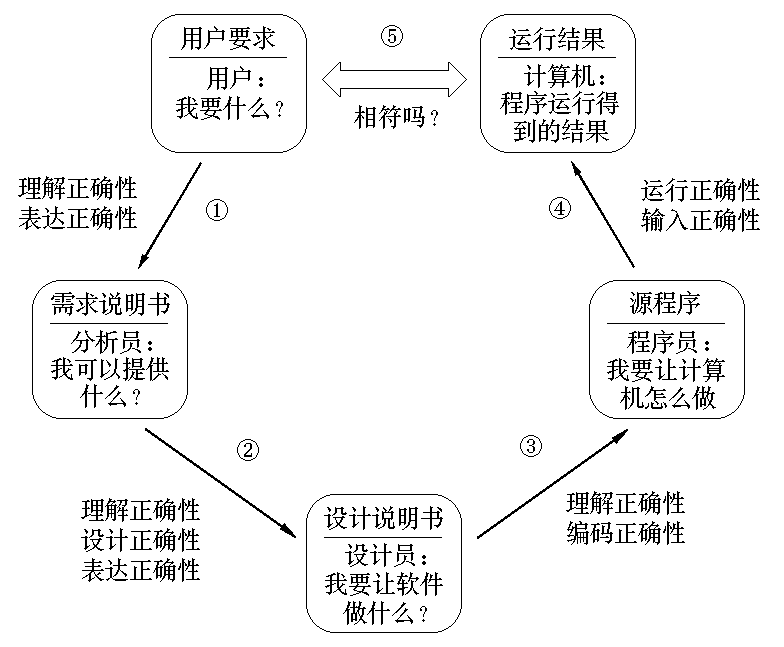 用户要求
用户：
我要什么？
⑤
相符吗？
运行结果
计算机：
程序运行得
到的结果
理解正确性
表达正确性
①
④
运行正确性
输入正确性
需求说明书
分析员：
我可以提供
什么？
源程序
程序员：
我要让计算
机怎么做
②
③
理解正确性
设计正确性
表达正确性
设计说明书
设计员：
我要让软件
做什么？
理解正确性
编码正确性